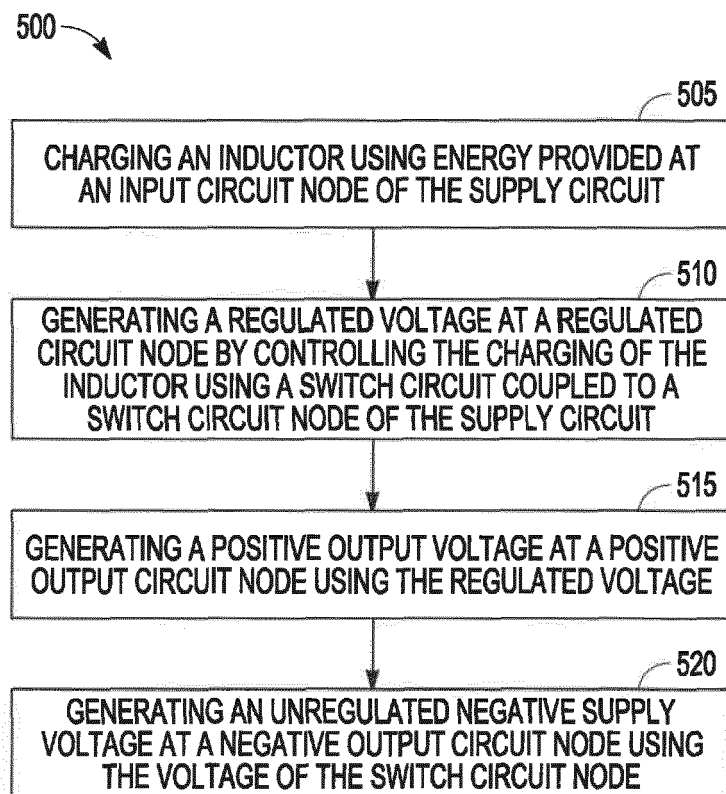 500
505
CHARGING AN INDUCTOR USING ENERGY PROVIDED AT
AN INPUT CIRCUIT NODE OF THE SUPPLY CIRCUIT
510
GENERATING A REGULATED VOLTAGE AT A REGULATED
CIRCUIT NODE BY CONTROLLING THE CHARGING OF THE
INDUCTOR USING A SWITCH CIRCUIT COUPLED TO A
SWITCH CIRCUIT NODE OF THE SUPPLY CIRCUIT
515
GENERATING A POSITIVE OUTPUT VOLTAGE AT A POSITIVE
OUTPUT CIRCUIT NODE USING THE REGULATED VOLTAGE
520
GENERATING AN UNREGULATED NEGATIVE SUPPLY
VOLTAGE AT A NEGATIVE OUTPUT CIRCUIT NODE USING
THE VOLTAGE OF THE SWITCH CIRCUIT NODE